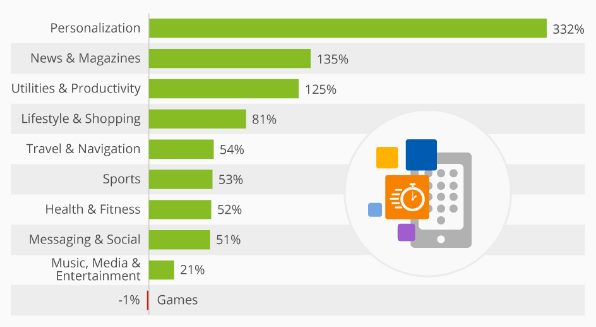 Personalization 332%
News & Magazines 135%
Utilities & Productivity 125%
Lifestyle & Shopping 81%
Travel & Navigation 54%
Sports 53%
Health & Fitness 52%
Messaging & Social 51%
Music, Media &
Entertainment 21%
-1% Games